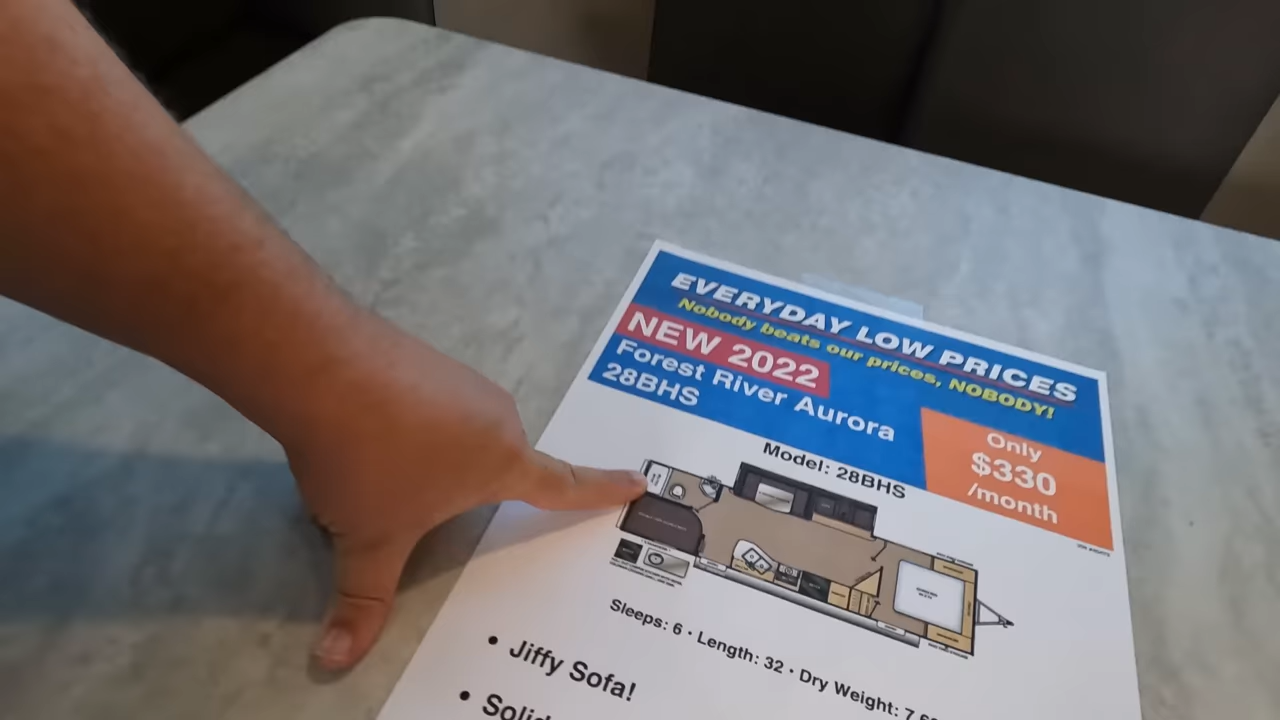 EVERYDAY LOW PRICES
Nobody beats our prices, NOBODY!
NEW 2022
Forest River Aurora
28BHS
Only
$330
/month
Model: 28BHS
Sleeps: 6 · Length: 32 · Dry Weight:
• Jiffy Sofa!